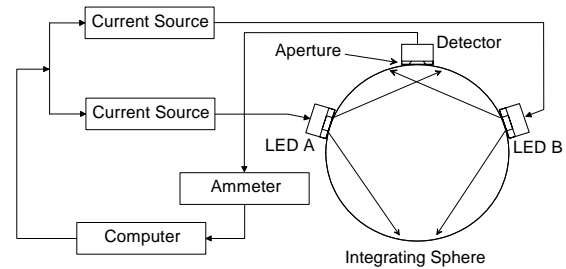 Current Source
Detector
Aperture
Current Source
LED A
LED B
Ammeter
Computer
Integrating Sphere